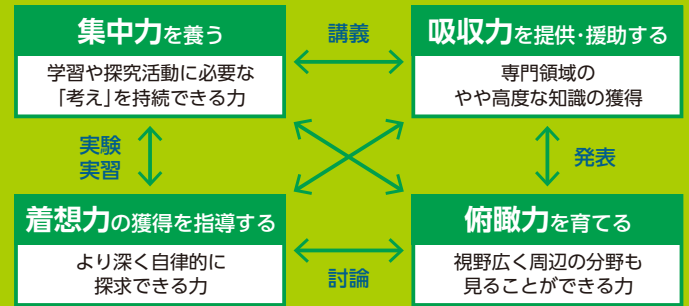 集中力を養う
学習や探究活動に必要な
「考え」を持続できる力
講義
吸収力を提供・援助する
専門領域の
やや高度な知識の獲得
実験
実習
発表
着想力の獲得を指導する
より深く自律的に
探求できる力
討論
俯瞰力を育てる
視野広く周辺の分野も
見ることができる力